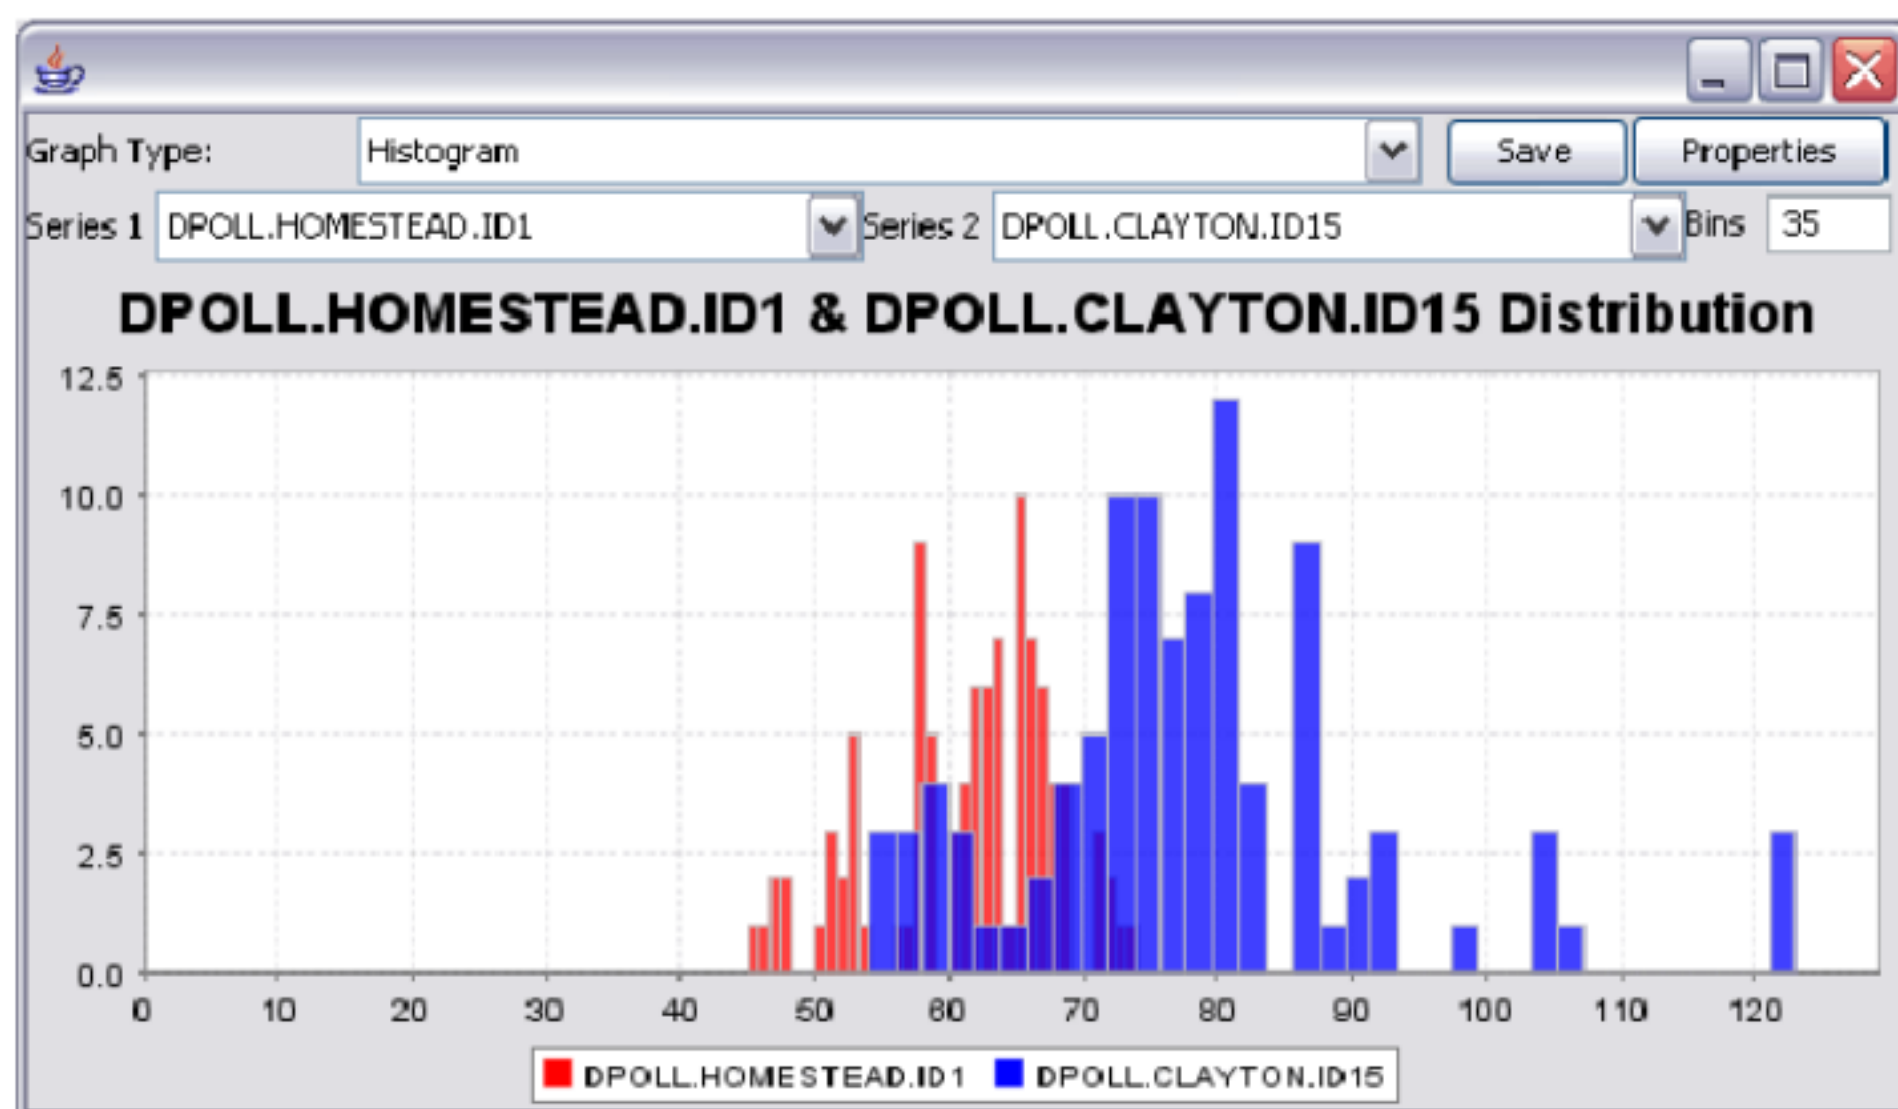 Graph Type: Histogram Save Properties
Series 1 DPOLL.HOMESTEAD.ID1 Series 2 DPOLL.CLAYTON.ID15 Bins 35
DPOLL.HOMESTEAD.ID1 & DPOLL.CLAYTON.ID15 Distribution
12.5
10.0
7.5
5.0
2.5
0.0
0 10 20 30 40 50 60 70 80 90 100 110 120
DPOLL.HOMESTEAD.ID1 DPOLL.CLAYTON.ID15